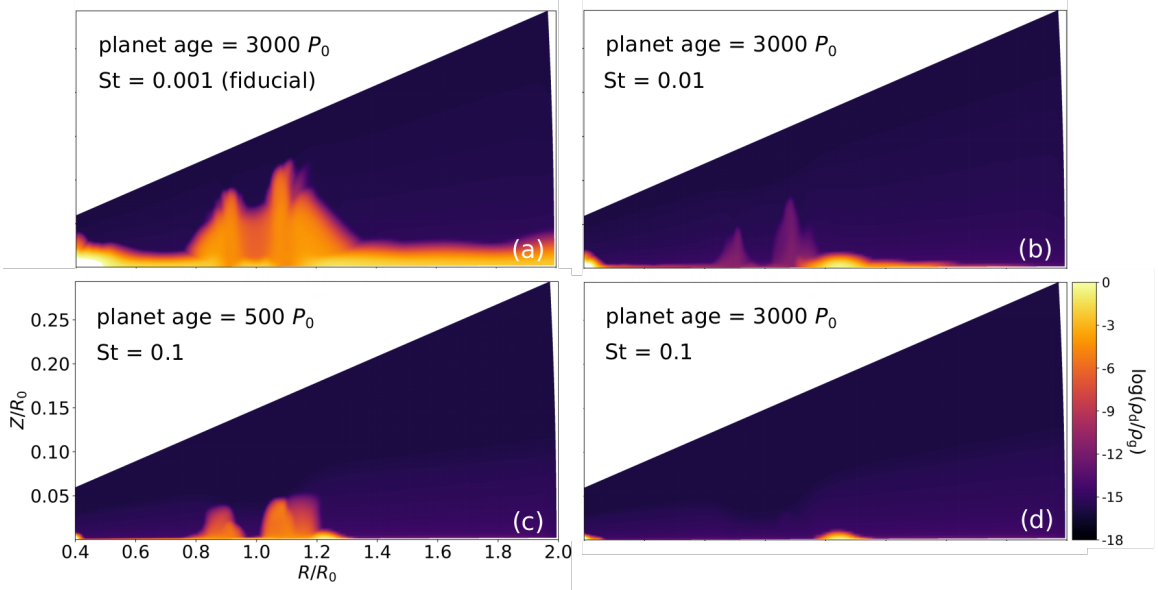 planet age = 3000 P₀
St = 0.001 (fiducial)
(a)
planet age = 3000 P₀
St = 0.01
(b)
planet age = 500 P₀
St = 0.1
(c)
0.25
0.20
0.15
0.10
0.05
Z/R₀
0.4 0.6 0.8 1.0 1.2 1.4 1.6 1.8 2.0
R/R₀
planet age = 3000 P₀
St = 0.1
(d)
0
-3
-6
-9
-12
-15
-18
log(ρd/ρg)